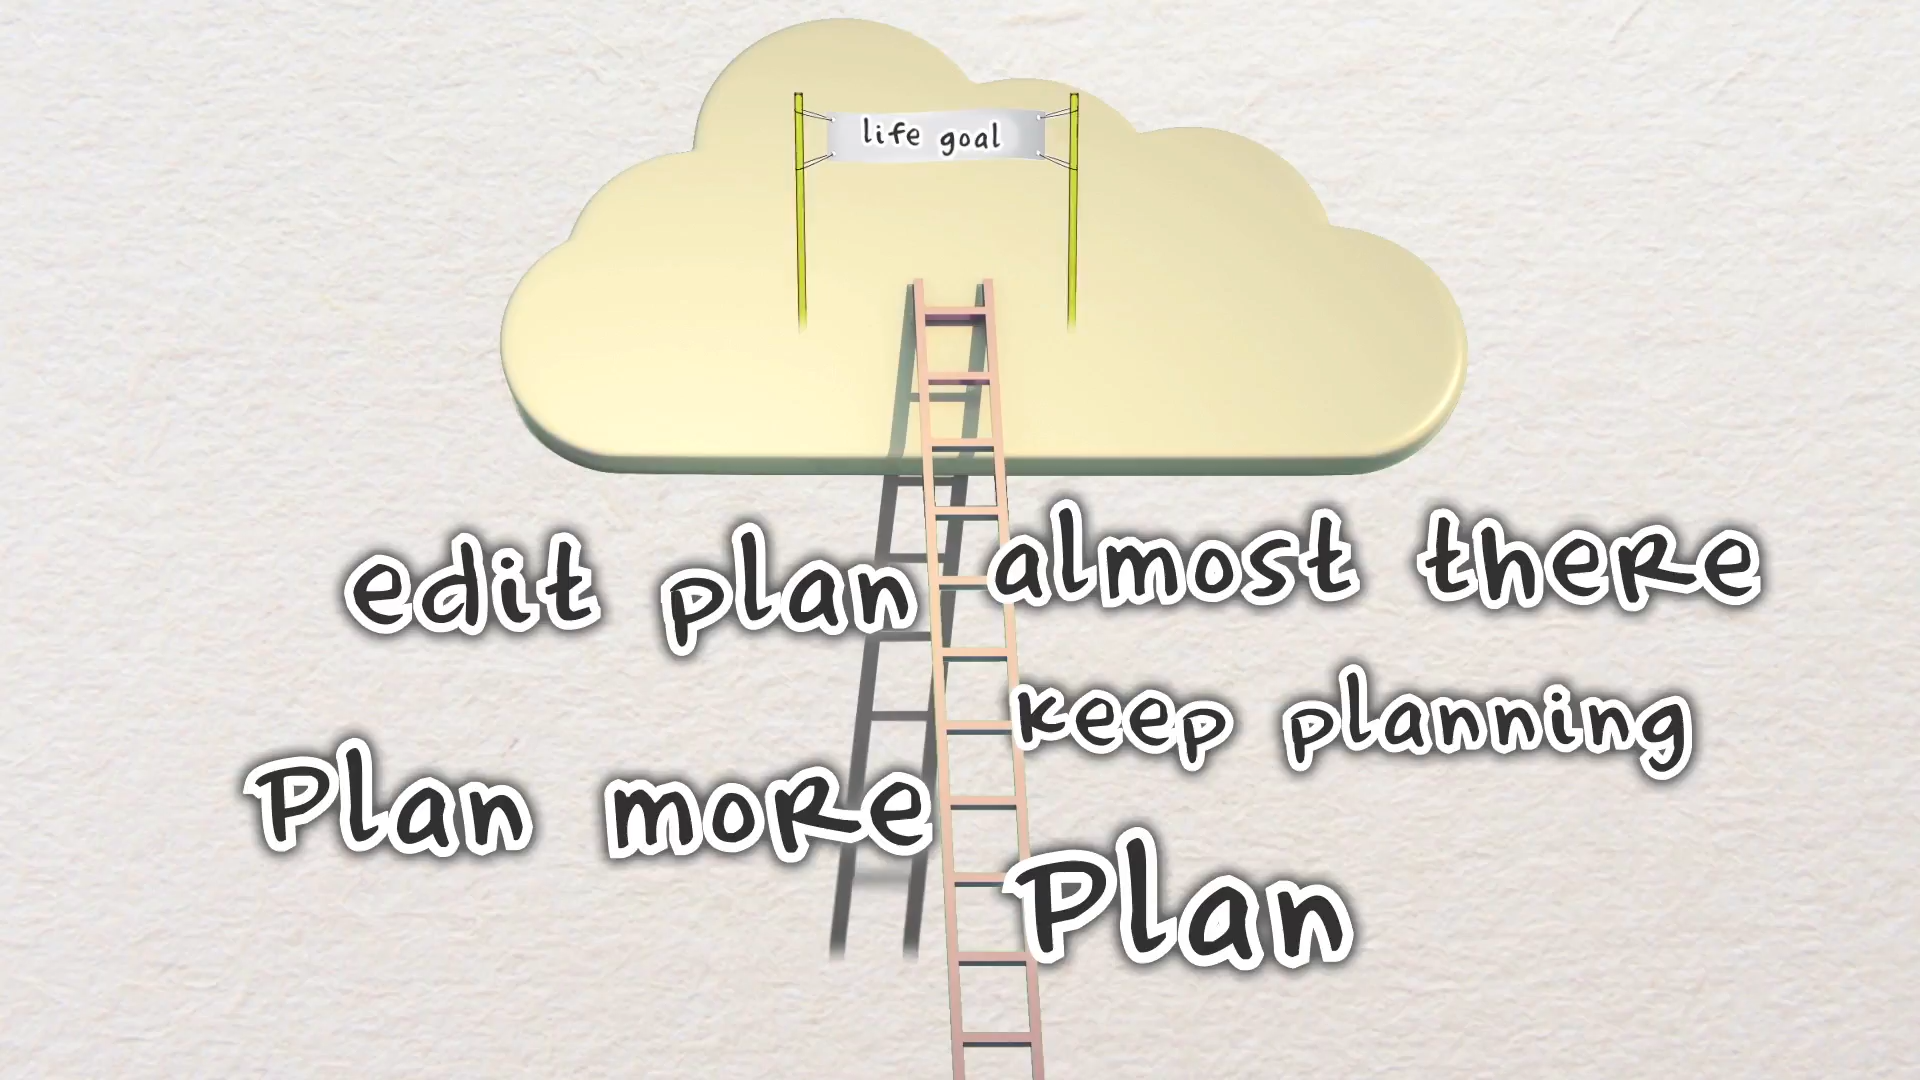 life goal
edit plan
almost there
keep planning
Plan more
Plan